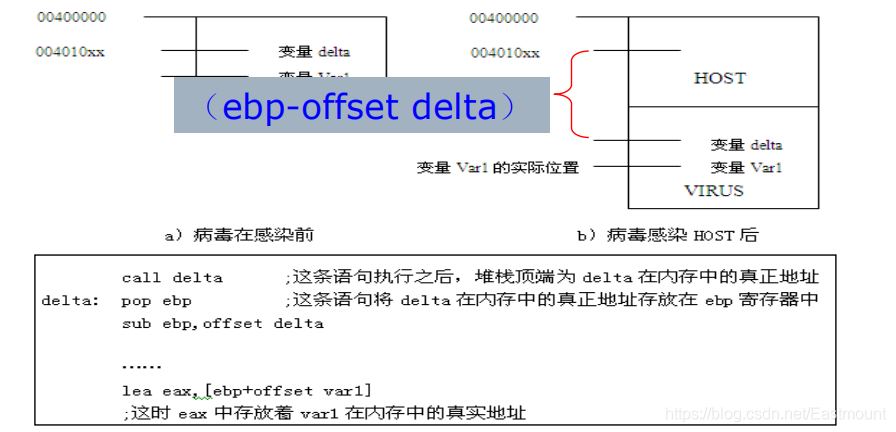 00400000
004010xx
变量 delta
变量 Var1
（ebp-offset delta）
00400000
004010xx
HOST
变量 delta
变量 Var1 的实际位置
变量 Var1
VIRUS
a）病毒在感染前
b）病毒感染 HOST 后
call delta ;这条语句执行之后，堆栈顶端为 delta 在内存中的真正地址
delta: pop ebp ;这条语句将 delta 在内存中的真正地址存放在 ebp 寄存器中
sub ebp,offset delta
……
lea eax,[ebp+offset var1]
;这时 eax 中存放着 var1 在内存中的真实地址
https://blog.csdn.net/Eastmount